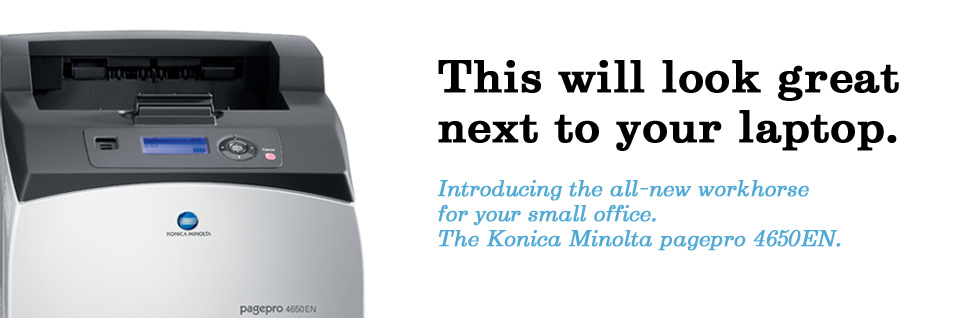 This will look great
next to your laptop.
Introducing the all-new workhorse
for your small office.
The Konica Minolta pagepro 4650EN.
KONICA MINOLTA
pagepro 4650EN